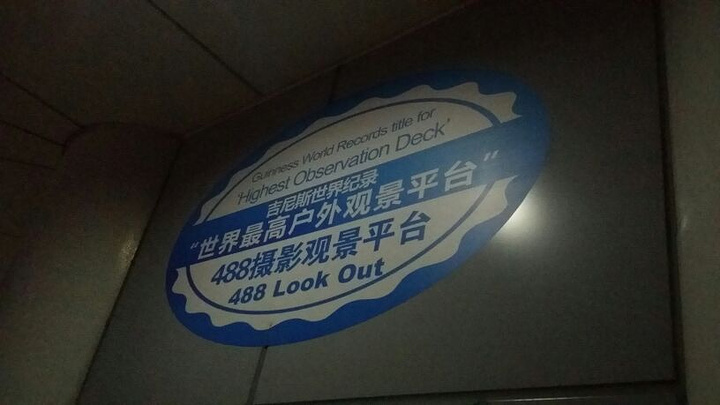 Guinness World Records title for
'Highest Observation Deck'
吉尼斯世界纪录
“世界最高户外观景平台”
488摄影观景平台
488 Look Out